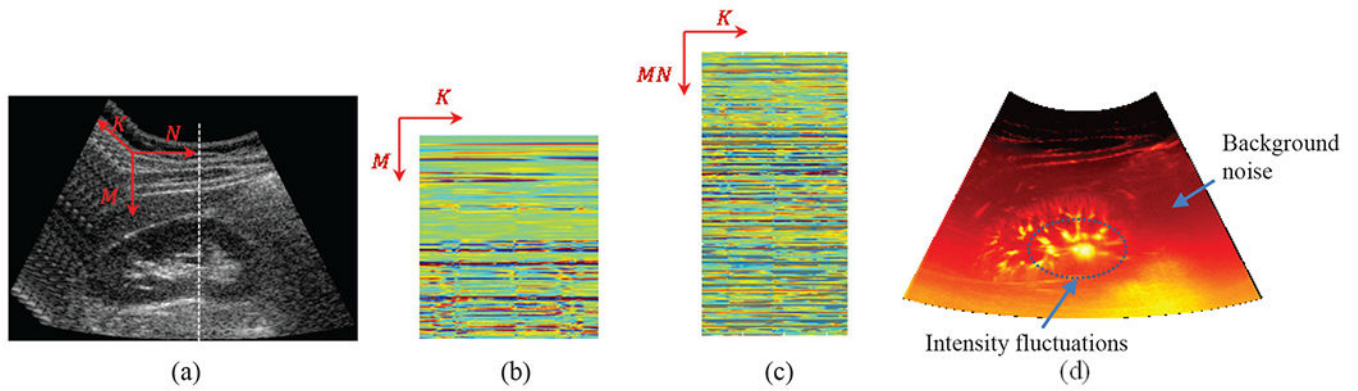 K
N
M
(a)
K
M
(b)
K
MN
(c)
Background
noise
Intensity fluctuations
(d)